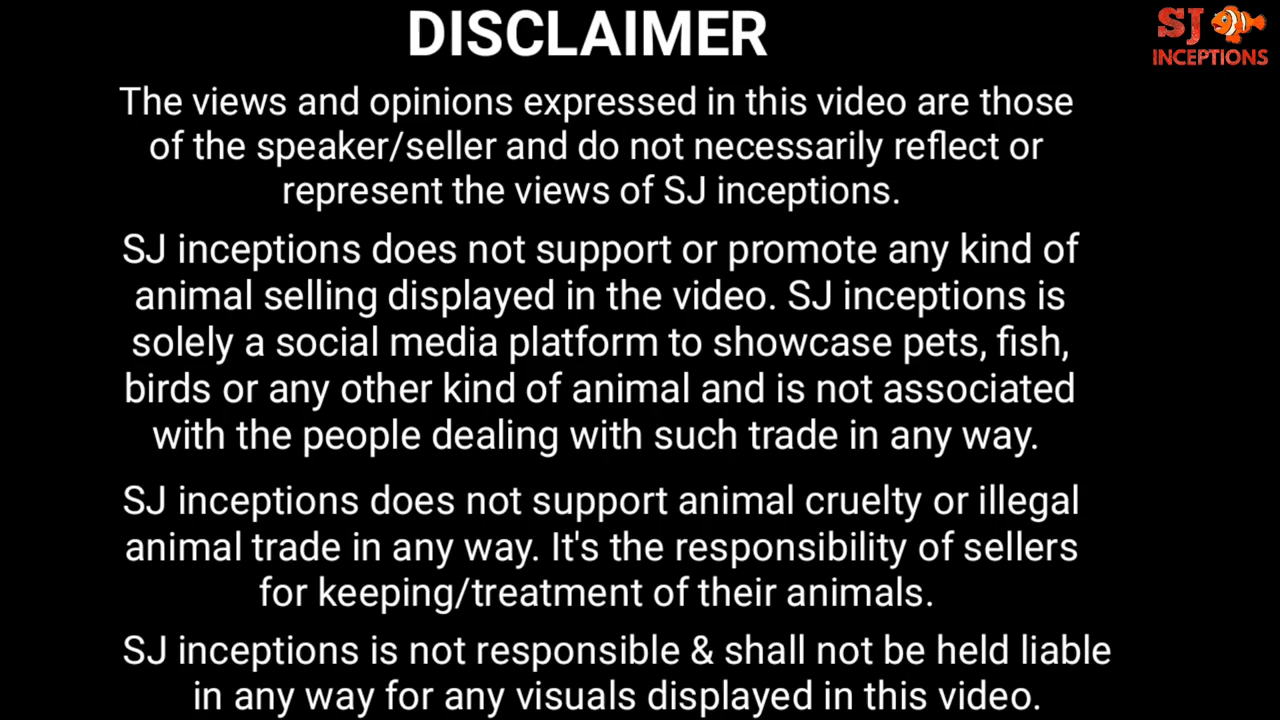 DISCLAIMER
SJ
INCEPTIONS
The views and opinions expressed in this video are those
of the speaker/seller and do not necessarily reflect or
represent the views of SJ inceptions.
SJ inceptions does not support or promote any kind of
animal selling displayed in the video. SJ inceptions is
solely a social media platform to showcase pets, fish,
birds or any other kind of animal and is not associated
with the people dealing with such trade in any way.
SJ inceptions does not support animal cruelty or illegal
animal trade in any way. It's the responsibility of sellers
for keeping/treatment of their animals.
SJ inceptions is not responsible & shall not be held liable
in any way for any visuals displayed in this video.